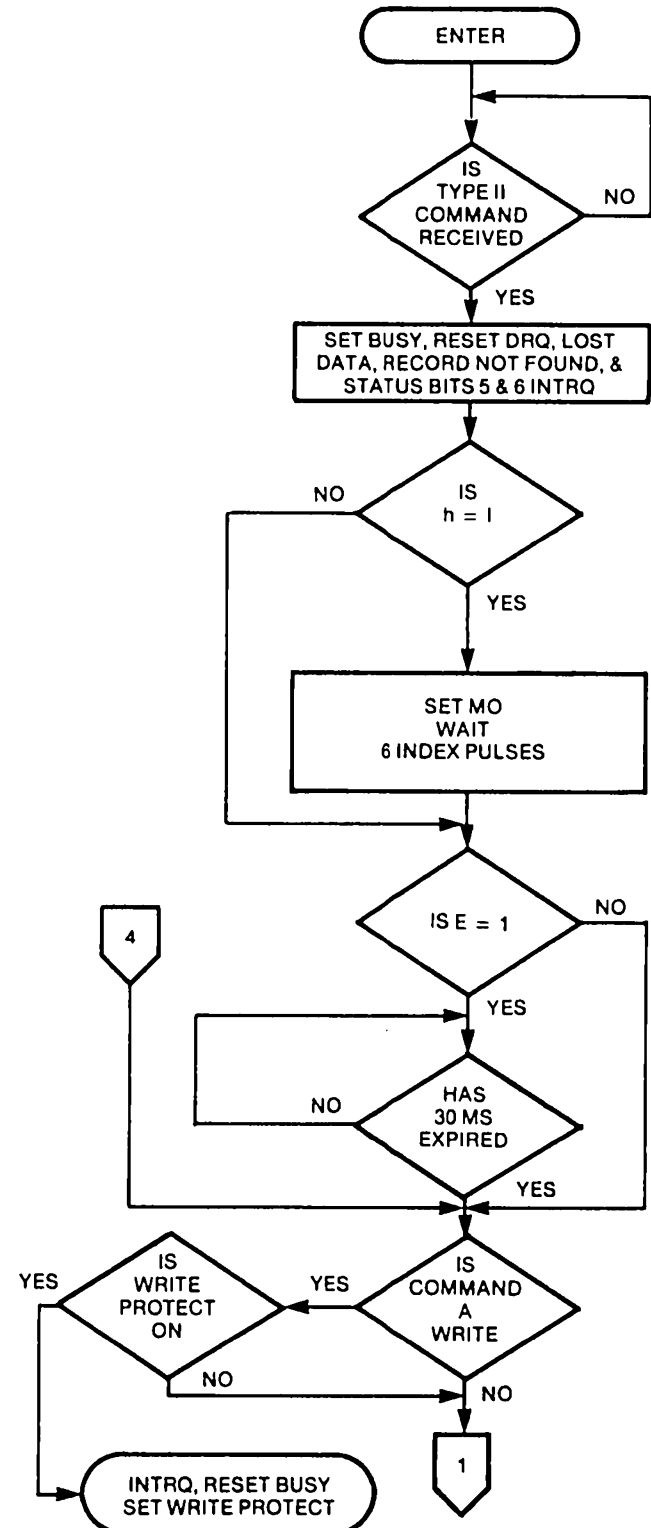 ENTER
IS
TYPE II
COMMAND
RECEIVED
NO
YES
SET BUSY, RESET DRQ, LOST
DATA, RECORD NOT FOUND, &
STATUS BITS 5 & 6 INTRQ
NO
IS
h = I
YES
SET MO
WAIT
6 INDEX PULSES
IS E = 1
NO
4
YES
NO
HAS
30 MS
EXPIRED
YES
YES
IS
WRITE
PROTECT
ON
YES
IS
COMMAND
A
WRITE
NO
NO
INTRQ, RESET BUSY
SET WRITE PROTECT
1